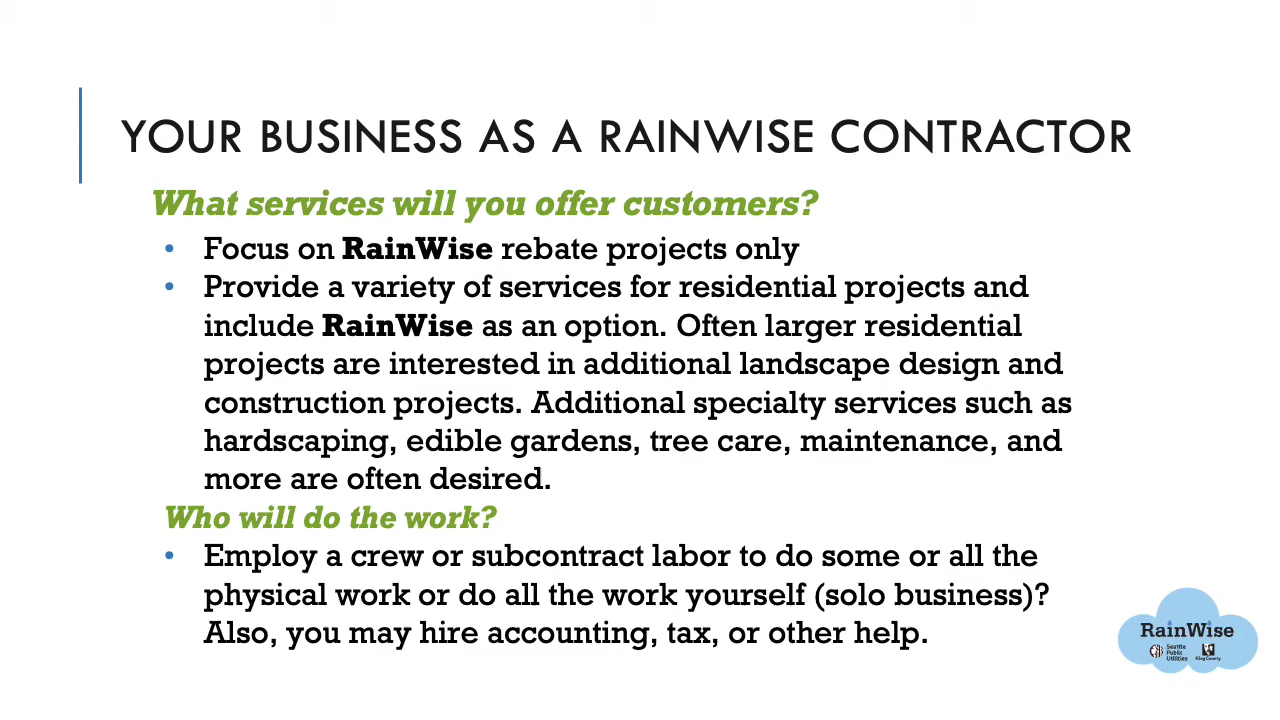 YOUR BUSINESS AS A RAINWISE CONTRACTOR
What services will you offer customers?
• Focus on RainWise rebate projects only
• Provide a variety of services for residential projects and
include RainWise as an option. Often larger residential
projects are interested in additional landscape design and
construction projects. Additional specialty services such as
hardscaping, edible gardens, tree care, maintenance, and
more are often desired.
Who will do the work?
• Employ a crew or subcontract labor to do some or all the
physical work or do all the work yourself (solo business)?
Also, you may hire accounting, tax, or other help.
RainWise
Seattle
Public
Utilities
King County